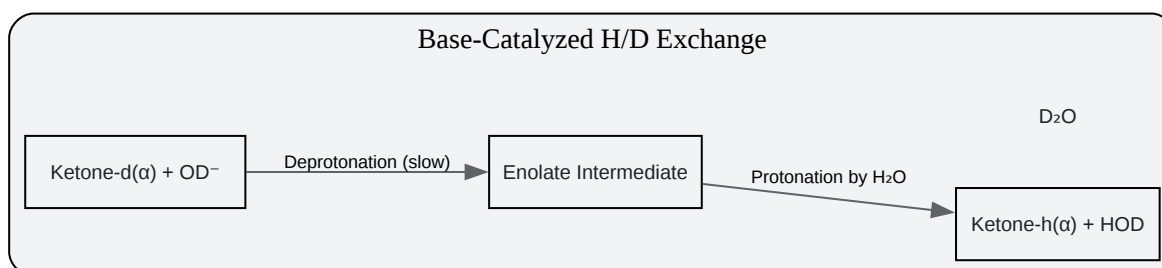 Base-Catalyzed H/D Exchange
D₂O
Ketone-d(α) + OD⁻
Deprotonation (slow)
Enolate Intermediate
Protonation by H₂O
Ketone-h(α) + HOD